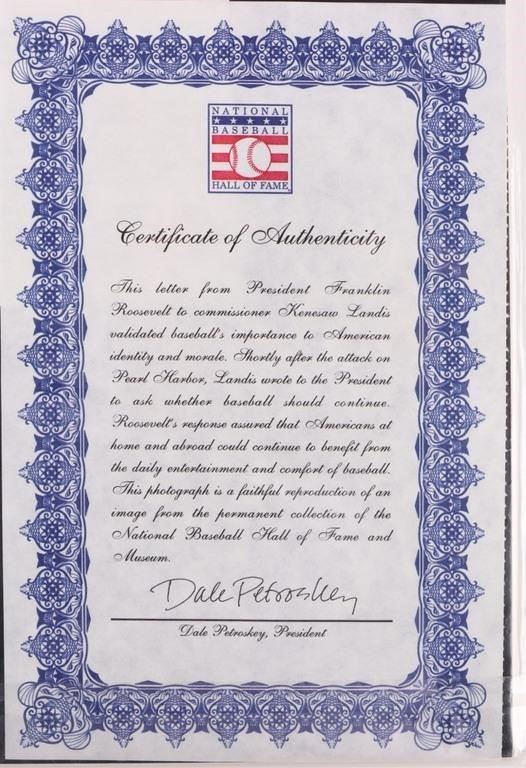 NATIONAL
BASEBALL
HALL OF FAME
Certificate of Authenticity
This letter from President Franklin
Roosevelt to commissioner Kenesaw Landis
validated baseball's importance to American
identity and morale. Shortly after the attack on
Pearl Harbor, Landis wrote to the President
to ask whether baseball should continue.
Roosevelt's response assured that Americans at
home and abroad could continue to benefit from
the daily entertainment and comfort of baseball.
This photograph is a faithful reproduction of an
image from the permanent collection of the
National Baseball Hall of Fame and
Museum.
Dale Petroskey
Dale Petroskey, President